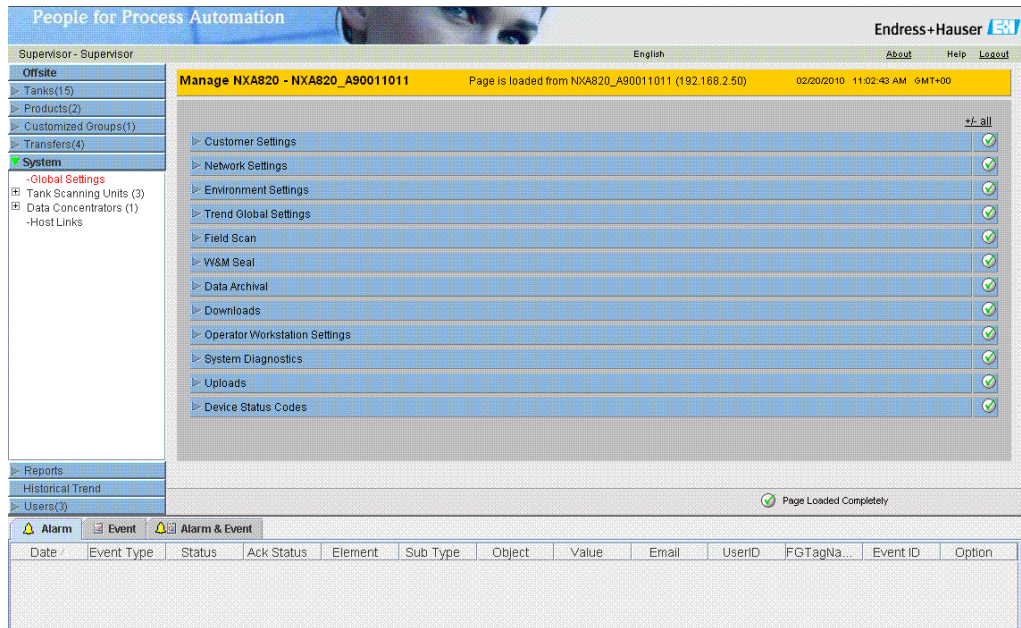 People for Process Automation
Endress+Hauser EH
Supervisor - Supervisor English About Help Logout
Offsite
Tanks(15)
Products(2)
Customized Groups(1)
Transfers(4)
System
-Global Settings
Tank Scanning Units (3)
Data Concentrators (1)
-Host Links
Reports
Historical Trend
Users(3)
Manage NXA820 - NXA820_A90011011 Page is loaded from NXA820_A90011011 (192.168.2.50) 02/20/2010 11:02:43 AM GMT+00
+/- all
Customer Settings
Network Settings
Environment Settings
Trend Global Settings
Field Scan
W&M Seal
Data Archival
Downloads
Operator Workstation Settings
System Diagnostics
Uploads
Device Status Codes
Page Loaded Completely
Alarm Event Alarm & Event
Date Event Type Status Ack Status Element Sub Type Object Value Email UserID FGTagNa... Event ID Option